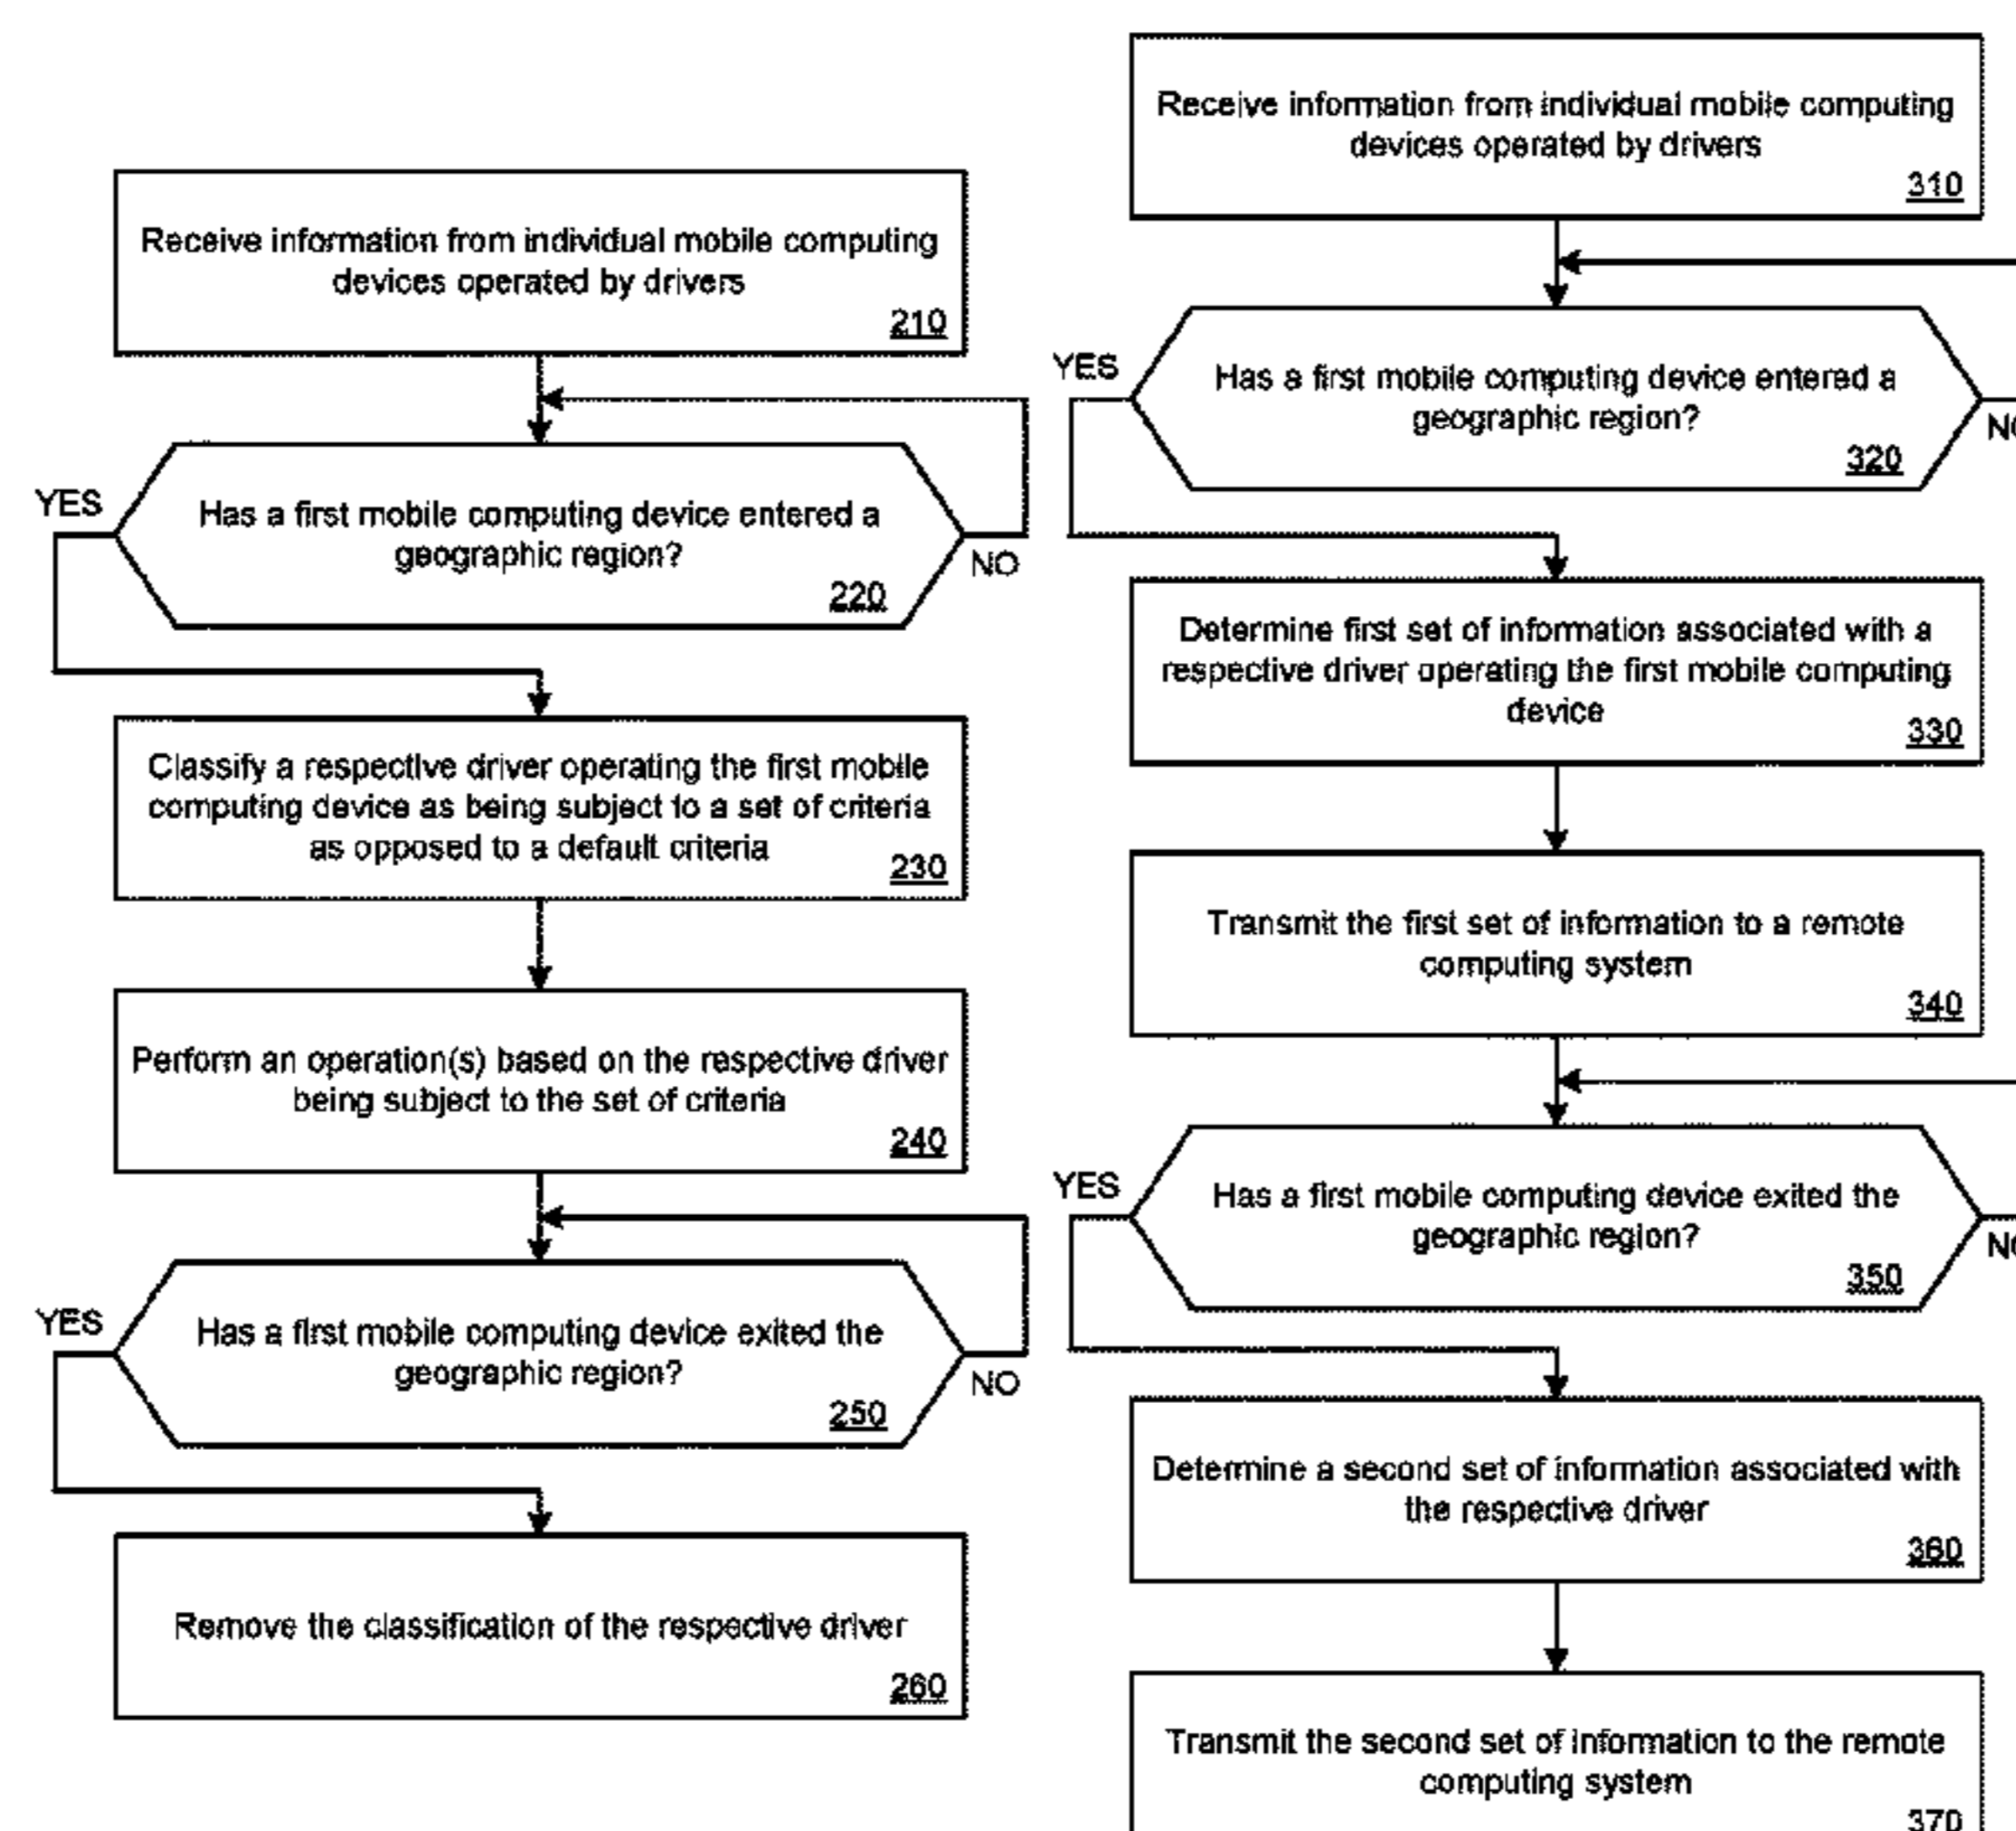 Receive information from individual mobile computing
devices operated by drivers
210
YES
Has a first mobile computing device entered a
geographic region?
220
NO
Classify a respective driver operating the first mobile
computing device as being subject to a set of criteria
as opposed to a default criteria
230
Perform an operation(s) based on the respective driver
being subject to the set of criteria
240
YES
Has a first mobile computing device exited the
geographic region?
250
NO
Remove the classification of the respective driver
260
Receive information from individual mobile computing
devices operated by drivers
310
YES
Has a first mobile computing device entered a
geographic region?
320
Determine first set of information associated with a
respective driver operating the first mobile computing
device
330
Transmit the first set of information to a remote
computing system
340
YES
Has a first mobile computing device exited the
geographic region?
350
Determine a second set of information associated with
the respective driver
360
Transmit the second set of information to the remote
computing system
370